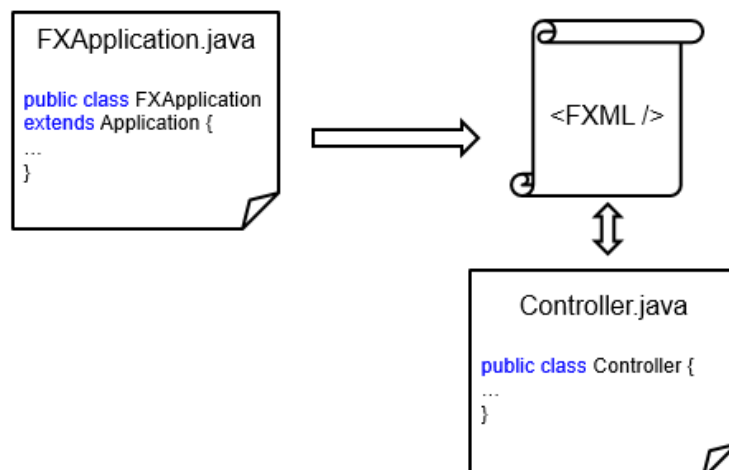 FXApplication.java
public class FXApplication
extends Application {
...
}
<FXML />
Controller.java
public class Controller {
...
}